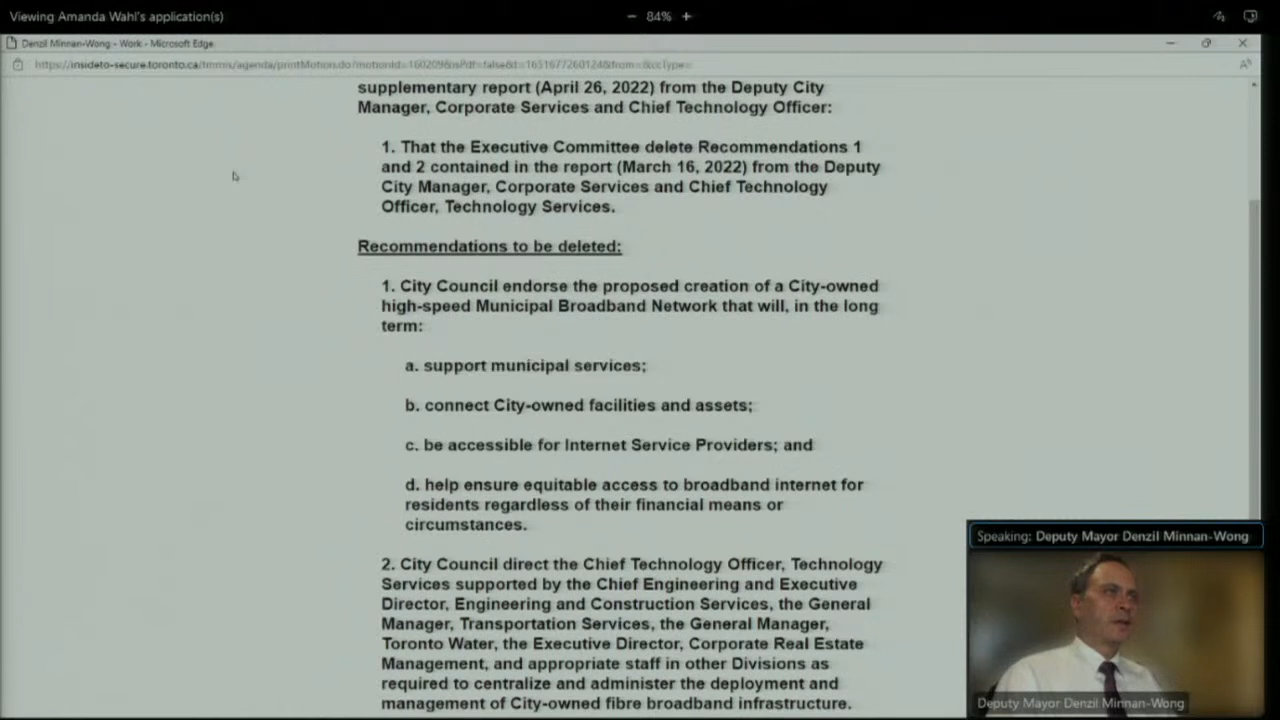 Viewing Amanda Wahl's application(s)
− 84% +
Denzil Minnan-Wong - Work - Microsoft Edge
supplementary report (April 26, 2022) from the Deputy City
Manager, Corporate Services and Chief Technology Officer:
1. That the Executive Committee delete Recommendations 1
and 2 contained in the report (March 16, 2022) from the Deputy
City Manager, Corporate Services and Chief Technology
Officer, Technology Services.
Recommendations to be deleted:
1. City Council endorse the proposed creation of a City-owned
high-speed Municipal Broadband Network that will, in the long
term:
a. support municipal services;
b. connect City-owned facilities and assets;
c. be accessible for Internet Service Providers; and
d. help ensure equitable access to broadband internet for
residents regardless of their financial means or
circumstances.
2. City Council direct the Chief Technology Officer, Technology
Services supported by the Chief Engineering and Executive
Director, Engineering and Construction Services, the General
Manager, Transportation Services, the General Manager,
Toronto Water, the Executive Director, Corporate Real Estate
Management, and appropriate staff in other Divisions as
required to centralize and administer the deployment and
management of City-owned fibre broadband infrastructure.
Speaking: Deputy Mayor Denzil Minnan-Wong
Deputy Mayor Denzil Minnan-Wong